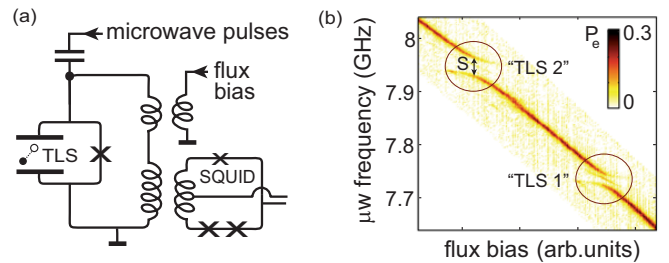 (a)
microwave pulses
flux
bias
TLS
SQUID
(b)
μw frequency (GHz)
8
7.9
7.8
7.7
S
"TLS 2"
"TLS 1"
P_e
0.3
0
flux bias (arb.units)